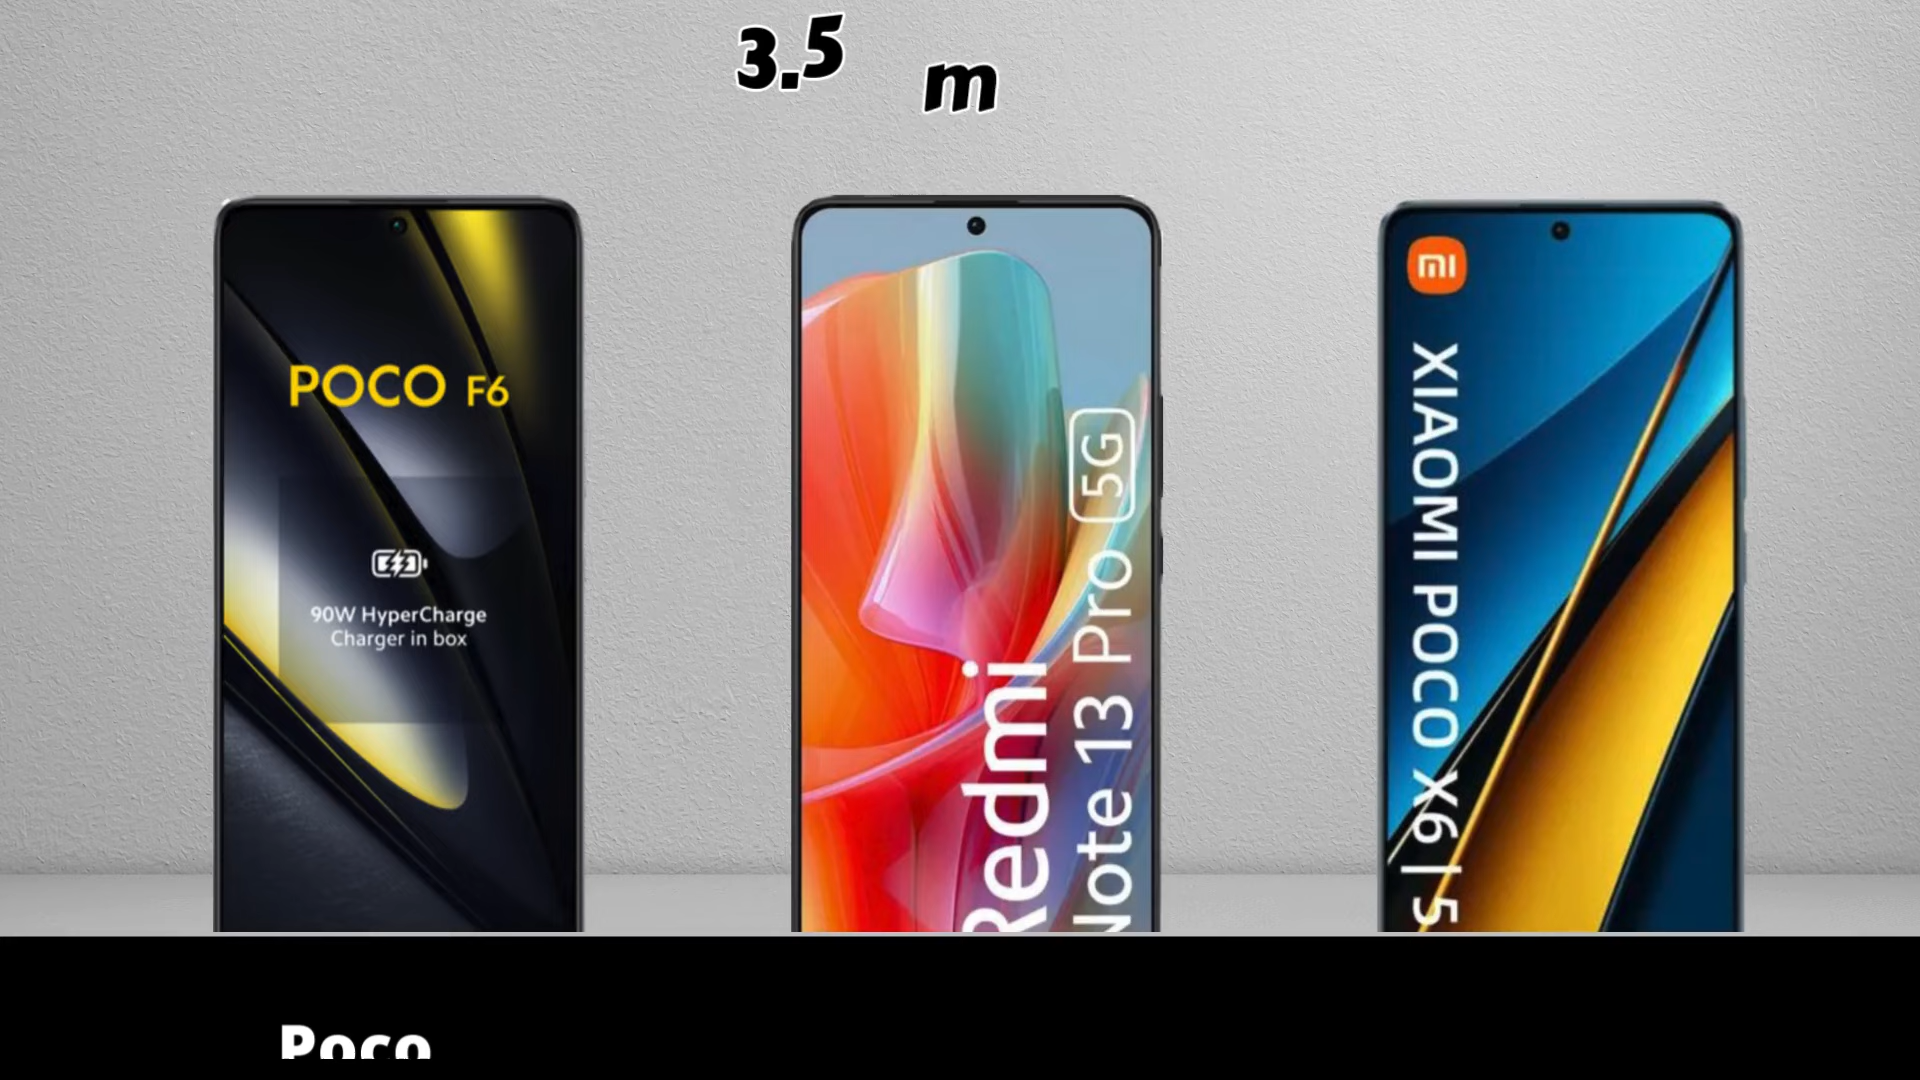 3.5 m
POCO F6
90W HyperCharge
Charger in box
Redmi
Note 13 Pro 5G
XIAOMI POCO X6 | 5
Poco